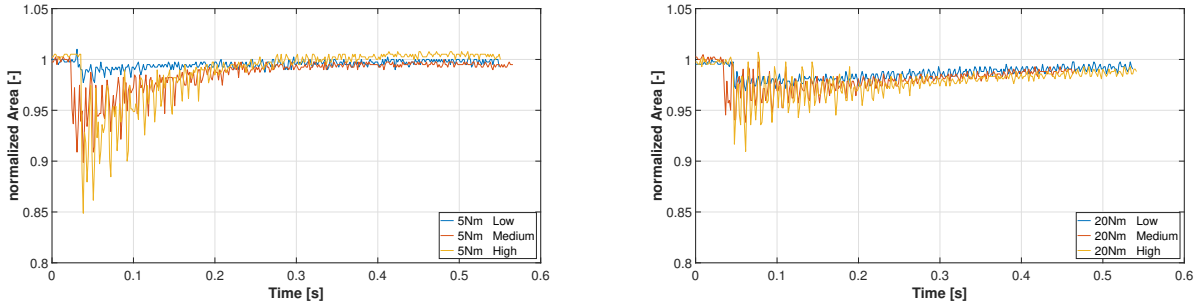 1.05
1
0.95
0.9
0.85
0.8
normalized Area [-]
0 0.1 0.2 0.3 0.4 0.5 0.6
Time [s]
5Nm Low
5Nm Medium
5Nm High
1.05
1
0.95
0.9
0.85
0.8
normalized Area [-]
0 0.1 0.2 0.3 0.4 0.5 0.6
Time [s]
20Nm Low
20Nm Medium
20Nm High